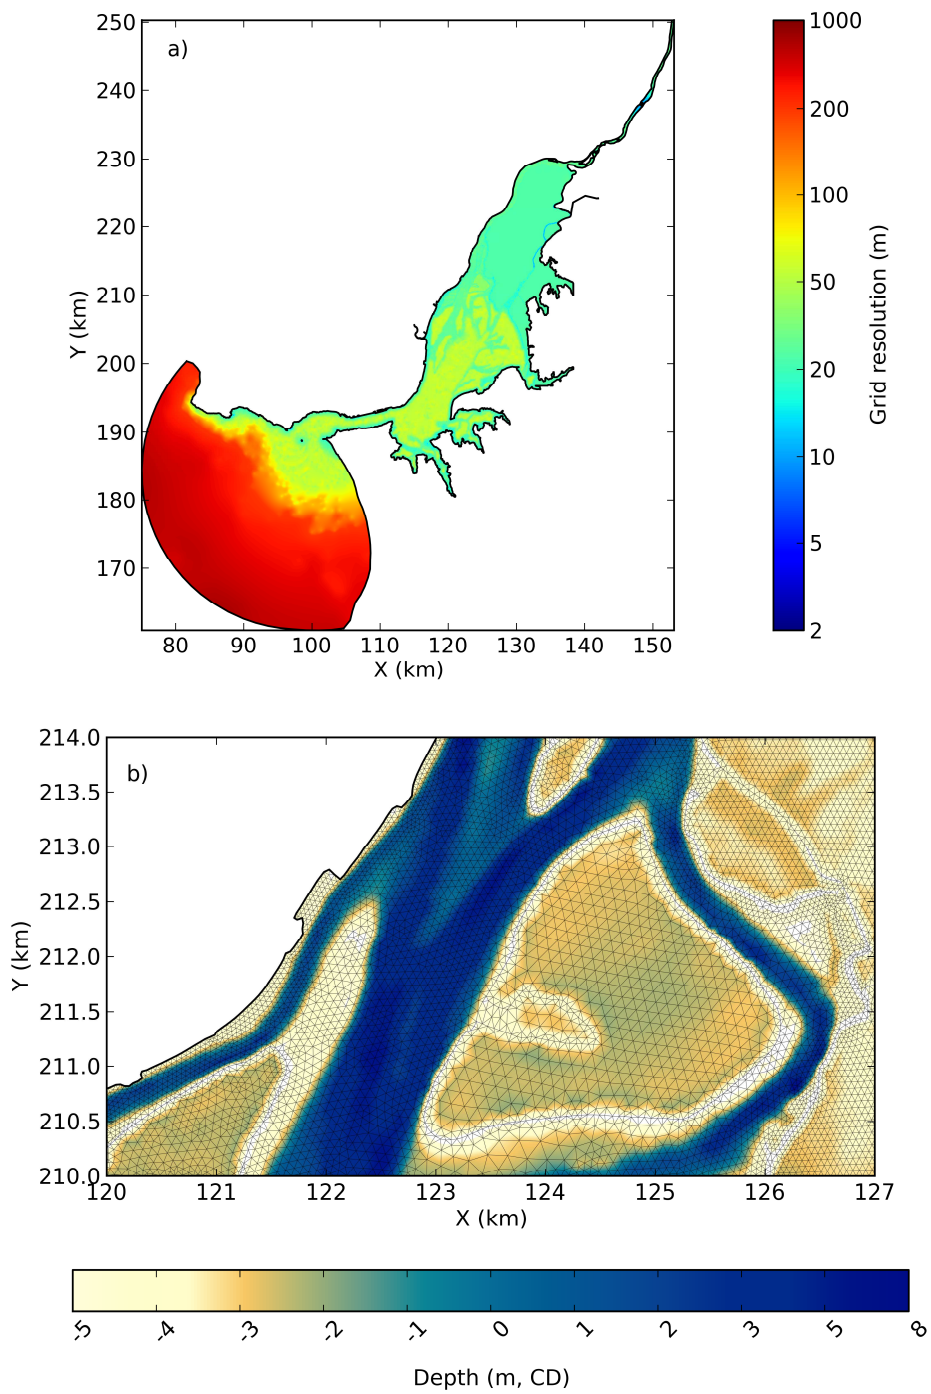 a)
250
240
230
220
210
200
190
180
170
Y (km)
80 90 100 110 120 130 140 150
X (km)
1000
200
100
50
20
10
5
2
Grid resolution (m)
b)
214.0
213.5
213.0
212.5
212.0
211.5
211.0
210.5
210.0
Y (km)
120 121 122 123 124 125 126 127
X (km)
-5 -4 -3 -2 -1 0 1 2 3 5 8
Depth (m, CD)